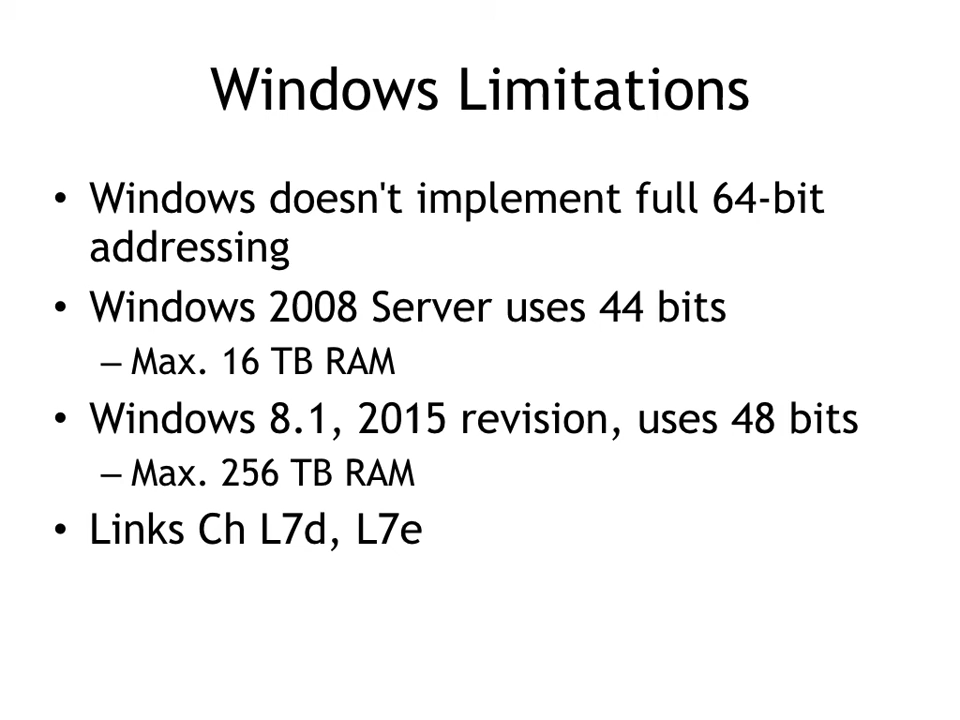 Windows Limitations
• Windows doesn't implement full 64-bit
addressing
• Windows 2008 Server uses 44 bits
– Max. 16 TB RAM
• Windows 8.1, 2015 revision, uses 48 bits
– Max. 256 TB RAM
• Links Ch L7d, L7e